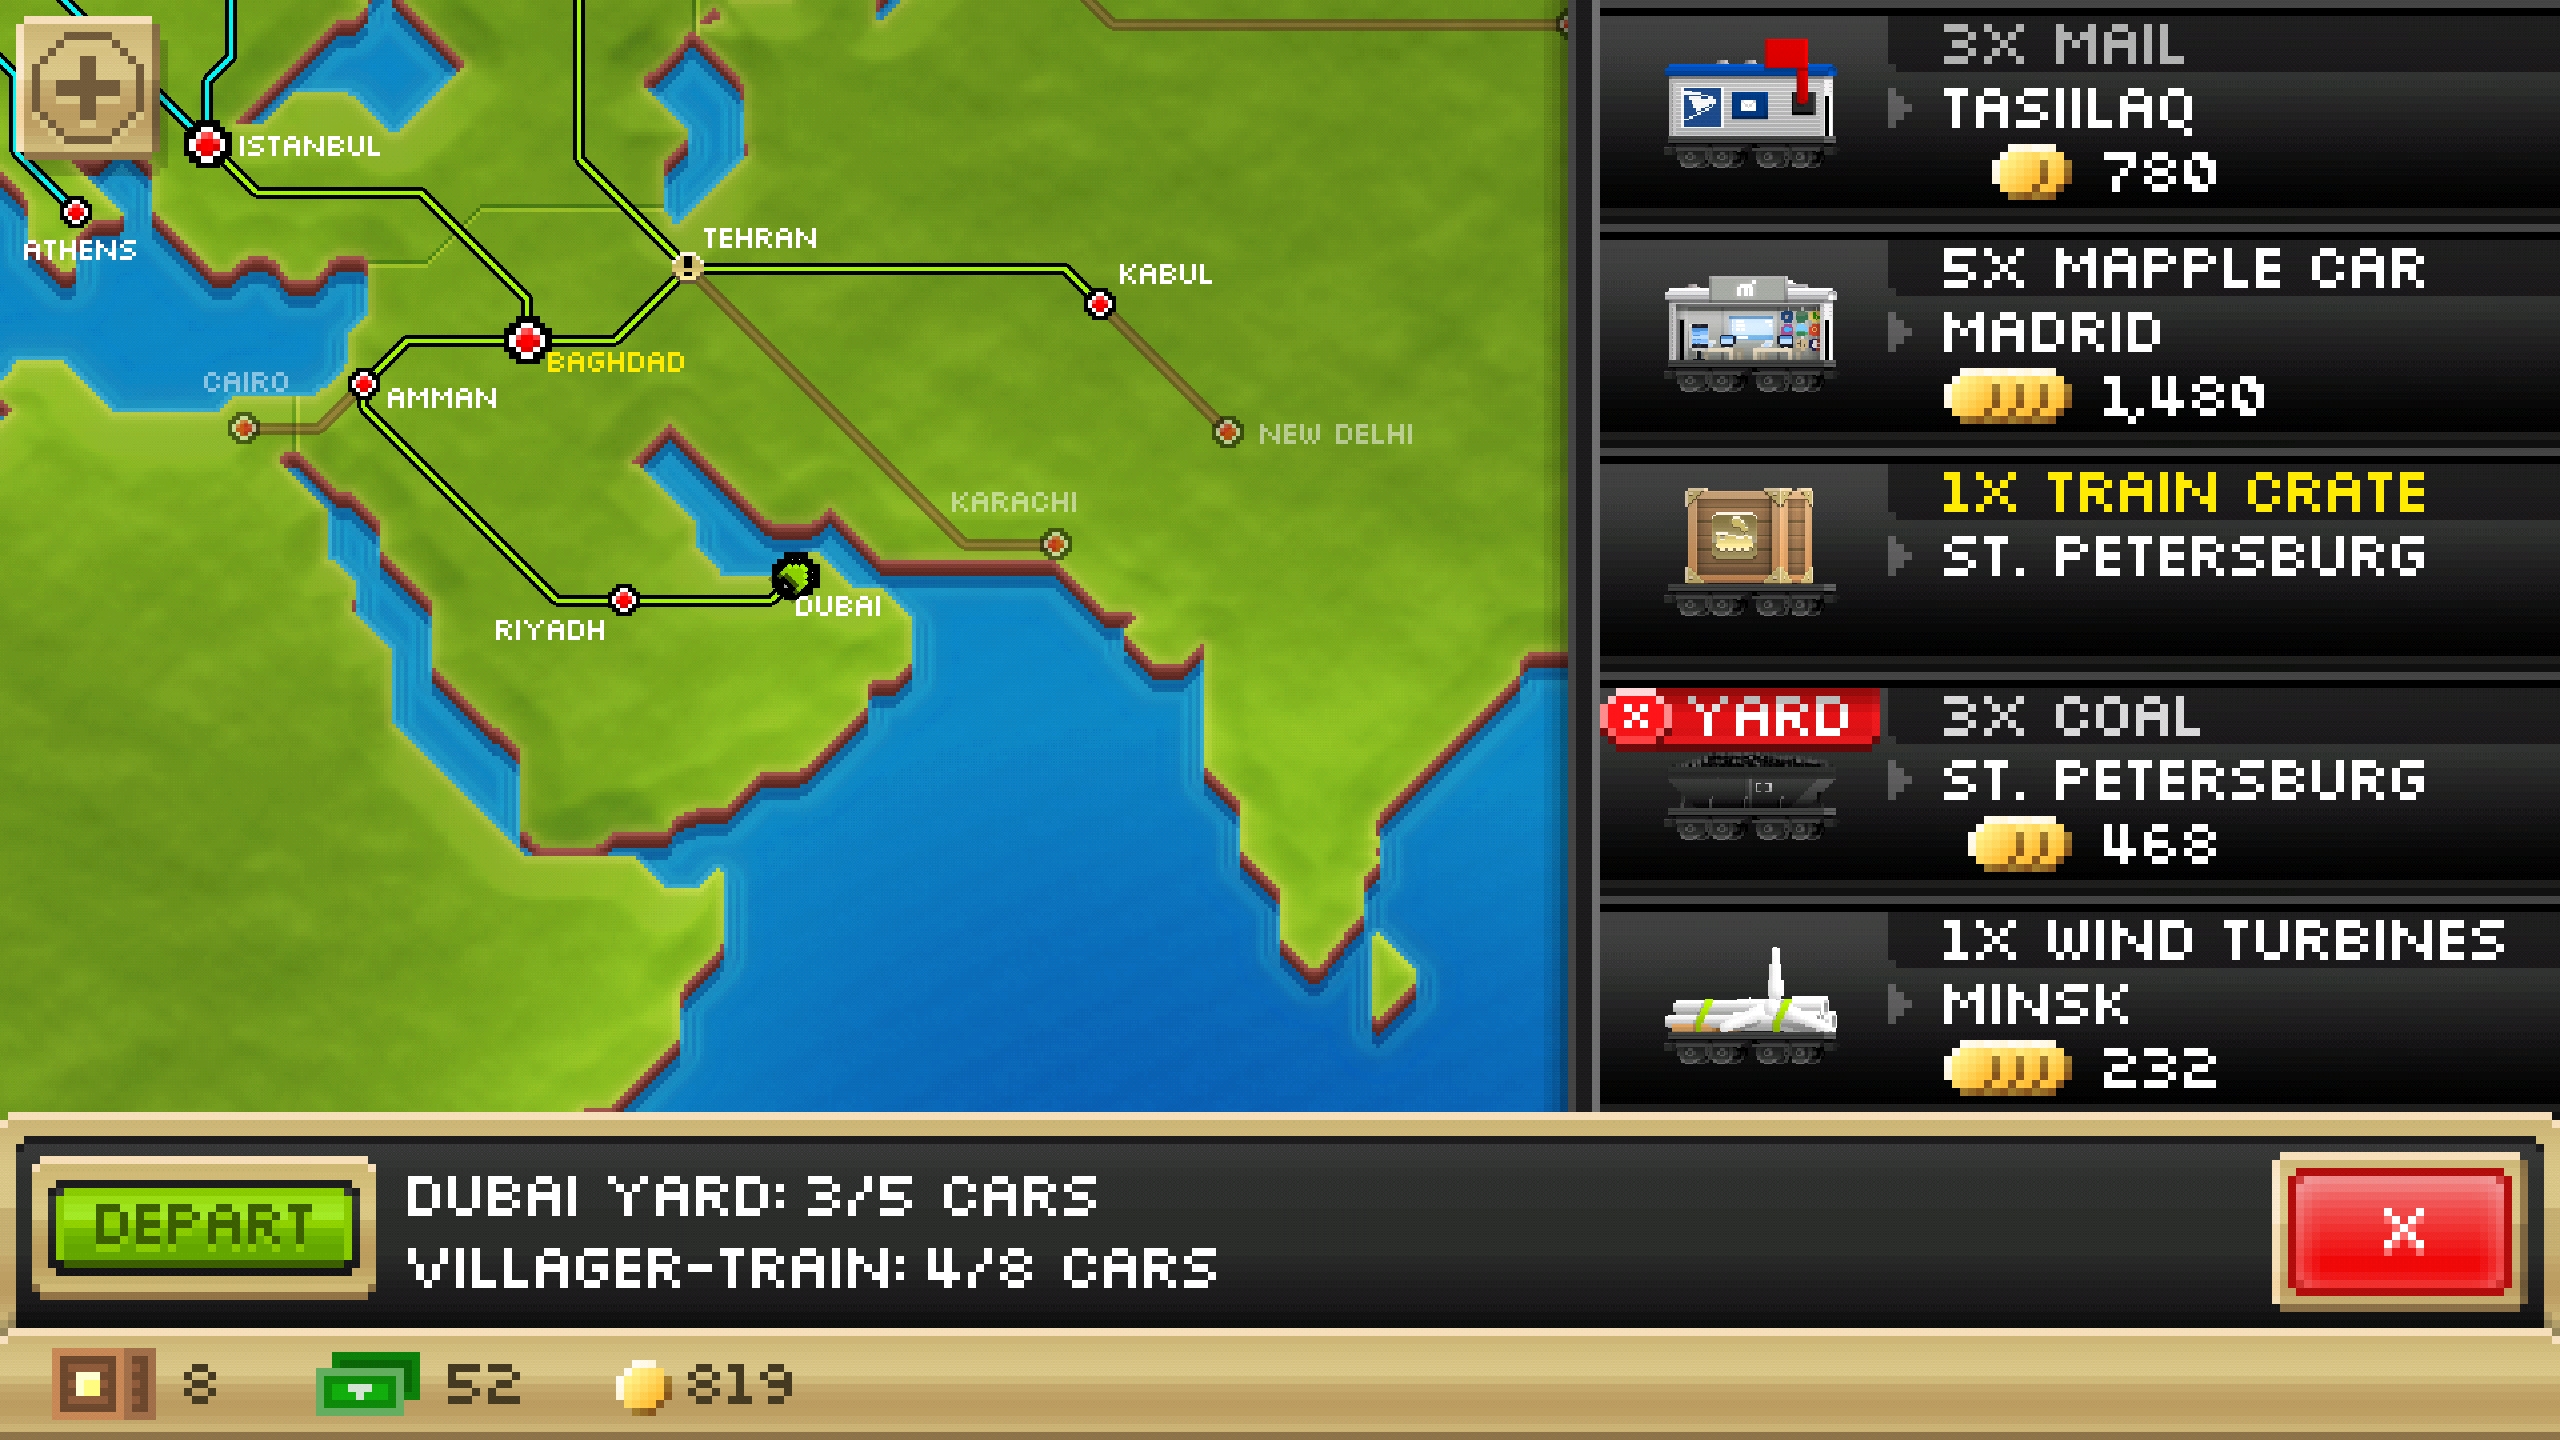 ISTANBUL
ATHENS
TEHRAN
KABUL
BAGHDAD
CAIRO
AMMAN
NEW DELHI
KARACHI
DUBAI
RIYADH
3X MAIL
TASIILAQ
780
5X MAPPLE CAR
MADRID
1,480
1X TRAIN CRATE
ST. PETERSBURG
X YARD
3X COAL
ST. PETERSBURG
468
1X WIND TURBINES
MINSK
232
DEPART
DUBAI YARD: 3/5 CARS
VILLAGER-TRAIN: 4/8 CARS
X
8
52
819